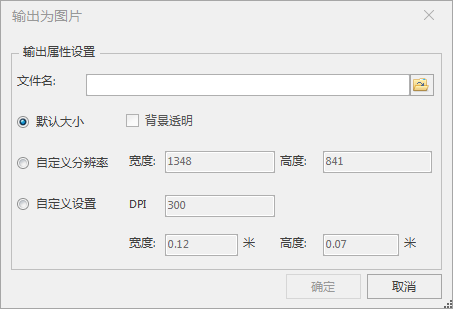 输出为图片
输出属性设置
文件名:
默认大小 背景透明
自定义分辨率 宽度: 1348 高度: 841
自定义设置 DPI 300
宽度: 0.12 米 高度: 0.07 米
确定 取消